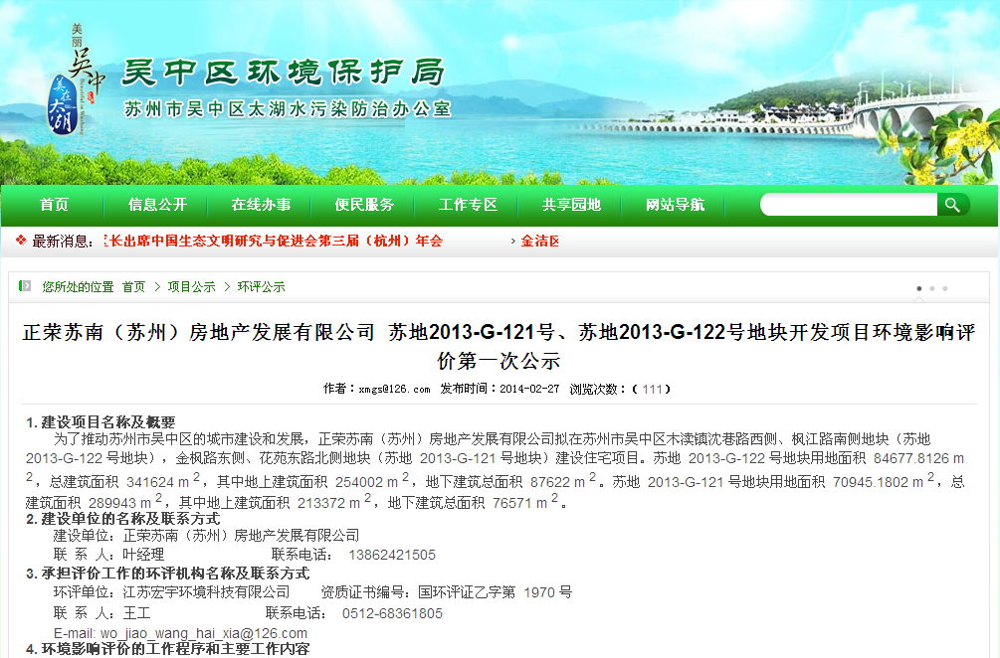 美丽
吴中
美在
太湖
吴中区环境保护局
苏州市吴中区太湖水污染防治办公室
首页 信息公开 在线办事 便民服务 工作专区 共享园地 网站导航
最新消息： 长出席中国生态文明研究与促进会第三届（杭州）年会 › 金洁区
您所处的位置 首页 > 项目公示 > 环评公示
正荣苏南（苏州）房地产发展有限公司 苏地2013-G-121号、苏地2013-G-122号地块开发项目环境影响评
价第一次公示
作者：xmgs@126.com 发布时间：2014-02-27 浏览次数：（ 111）
1. 建设项目名称及概要
为了推动苏州市吴中区的城市建设和发展，正荣苏南（苏州）房地产发展有限公司拟在苏州市吴中区木渎镇沈巷路西侧、枫江路南侧地块（苏地
2013-G-122 号地块），金枫路东侧、花苑东路北侧地块（苏地 2013-G-121 号地块）建设住宅项目。苏地 2013-G-122 号地块用地面积 84677.8126 m
2，总建筑面积 341624 m 2，其中地上建筑面积 254002 m 2，地下建筑总面积 87622 m 2。苏地 2013-G-121 号地块用地面积 70945.1802 m 2，总
建筑面积 289943 m 2，其中地上建筑面积 213372 m 2，地下建筑总面积 76571 m 2。
2. 建设单位的名称及联系方式
建设单位：正荣苏南（苏州）房地产发展有限公司
联 系 人：叶经理 联系电话： 13862421505
3. 承担评价工作的环评机构名称及联系方式
环评单位：江苏宏宇环境科技有限公司 资质证书编号：国环评证乙字第 1970 号
联 系 人：王工 联系电话： 0512-68361805
E-mail: wo_jiao_wang_hai_xia@126.com
4. 环境影响评价的工作程序和主要工作内容